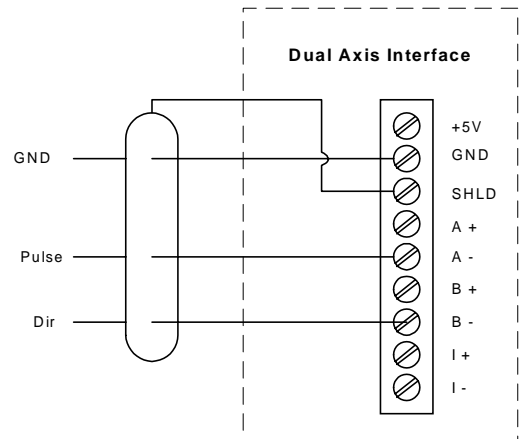 Dual Axis Interface
+5V
GND
SHLD
A +
A -
B +
B -
I +
I -
GND
Pulse
Dir